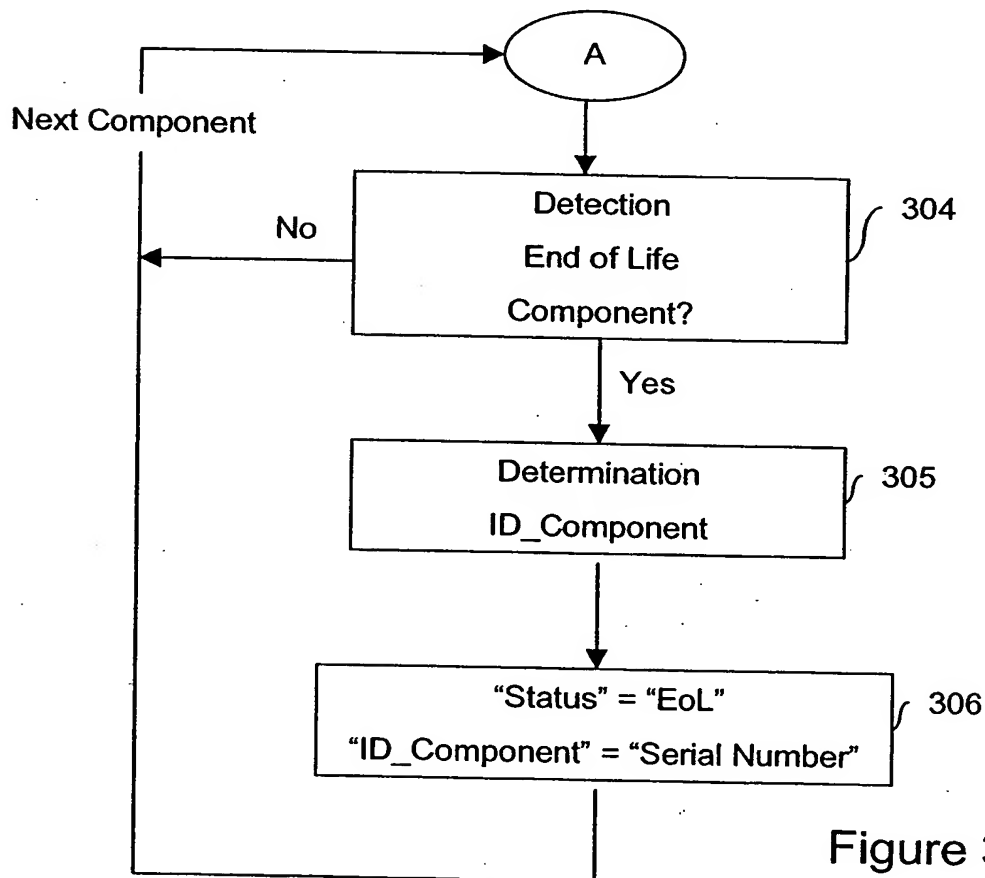 A
Next Component
Detection
End of Life
Component?
304
No
Yes
Determination
ID_Component
305
"Status" = "EoL"
"ID_Component" = "Serial Number"
306
Figure